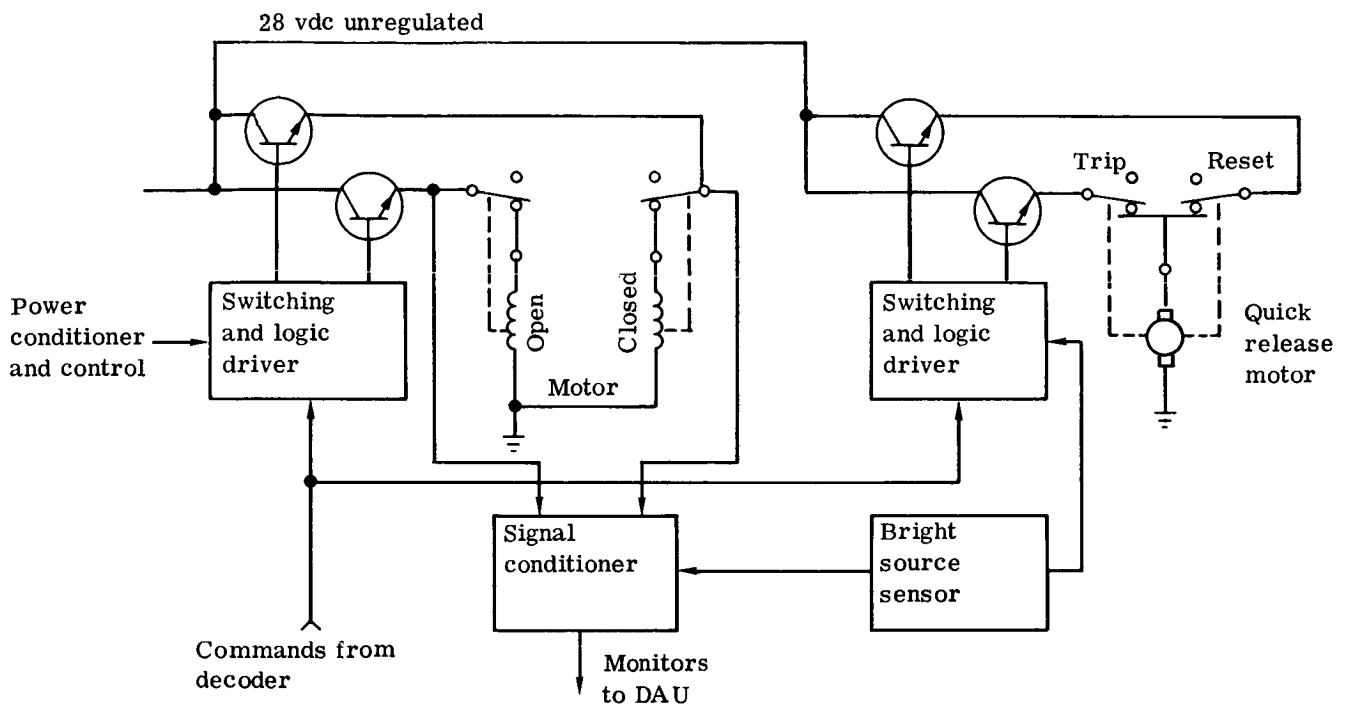 28 vdc unregulated
Trip
Reset
Power
conditioner
and control
Switching
and logic
driver
Open
Closed
Motor
Switching
and logic
driver
Quick
release
motor
Signal
conditioner
Bright
source
sensor
Commands from
decoder
Monitors
to DAU